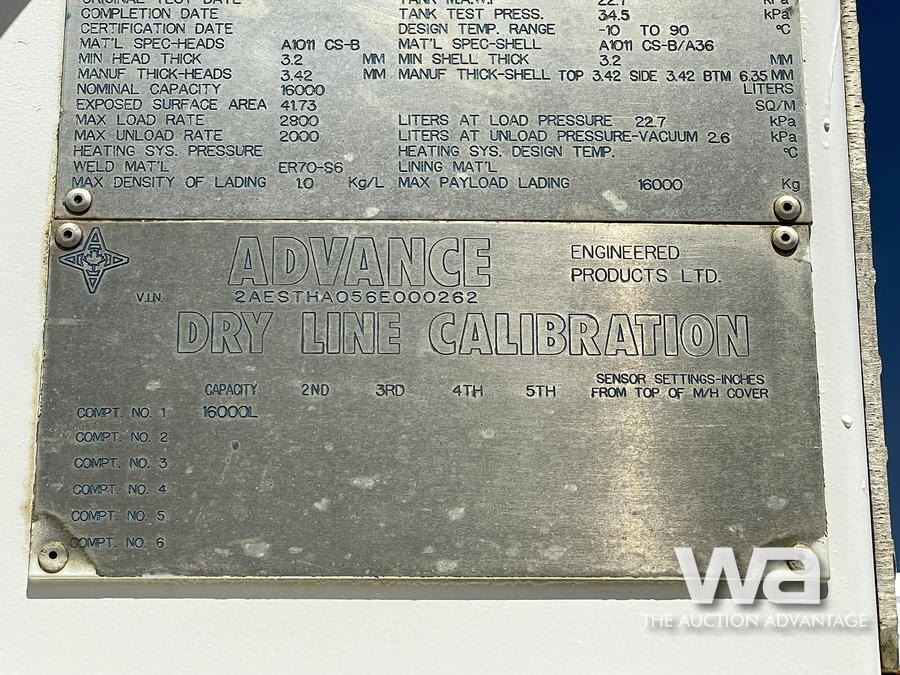 ORIGINAL TEST DATE TANK M.A.W.P. 22.7 kPa
COMPLETION DATE TANK TEST PRESS. 34.5 kPa
CERTIFICATION DATE DESIGN TEMP. RANGE -10 TO 90 °C
MAT'L SPEC-HEADS A1011 CS-B MAT'L SPEC-SHELL A1011 CS-B/A36
MIN HEAD THICK 3.2 MM MIN SHELL THICK 3.2 MM
MANUF THICK-HEADS 3.42 MM MANUF THICK-SHELL TOP 3.42 SIDE 3.42 BTM 6.35 MM
NOMINAL CAPACITY 16000 LITERS
EXPOSED SURFACE AREA 41.73 SQ/M
MAX LOAD RATE 2800 LITERS AT LOAD PRESSURE 22.7 kPa
MAX UNLOAD RATE 2000 LITERS AT UNLOAD PRESSURE-VACUUM 2.6 kPa
HEATING SYS. PRESSURE HEATING SYS. DESIGN TEMP. °C
WELD MAT'L ER70-S6 LINING MAT'L
MAX DENSITY OF LADING 1.0 Kg/L MAX PAYLOAD LADING 16000 Kg
ADVANCE ENGINEERED PRODUCTS LTD.
V.I.N. 2AESTHA056E000262
DRY LINE CALIBRATION
CAPACITY 2ND 3RD 4TH 5TH SENSOR SETTINGS-INCHES FROM TOP OF M/H COVER
COMPT. NO. 1 16000L
COMPT. NO. 2
COMPT. NO. 3
COMPT. NO. 4
COMPT. NO. 5
COMPT. NO. 6
wa
THE AUCTION ADVANTAGE